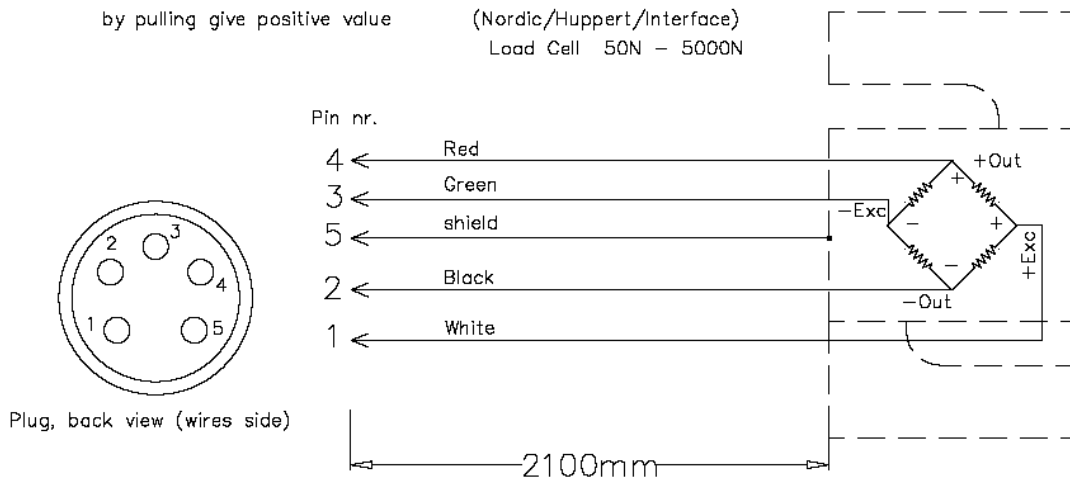 by pulling give positive value
(Nordic/Huppert/Interface)
Load Cell 50N - 5000N
Pin nr.
4
Red
+Out
+
3
Green
-Exc
-
+
+Exc
5
shield
-
2
Black
-Out
1
White
3
2
4
1
5
Plug, back view (wires side)
2100mm